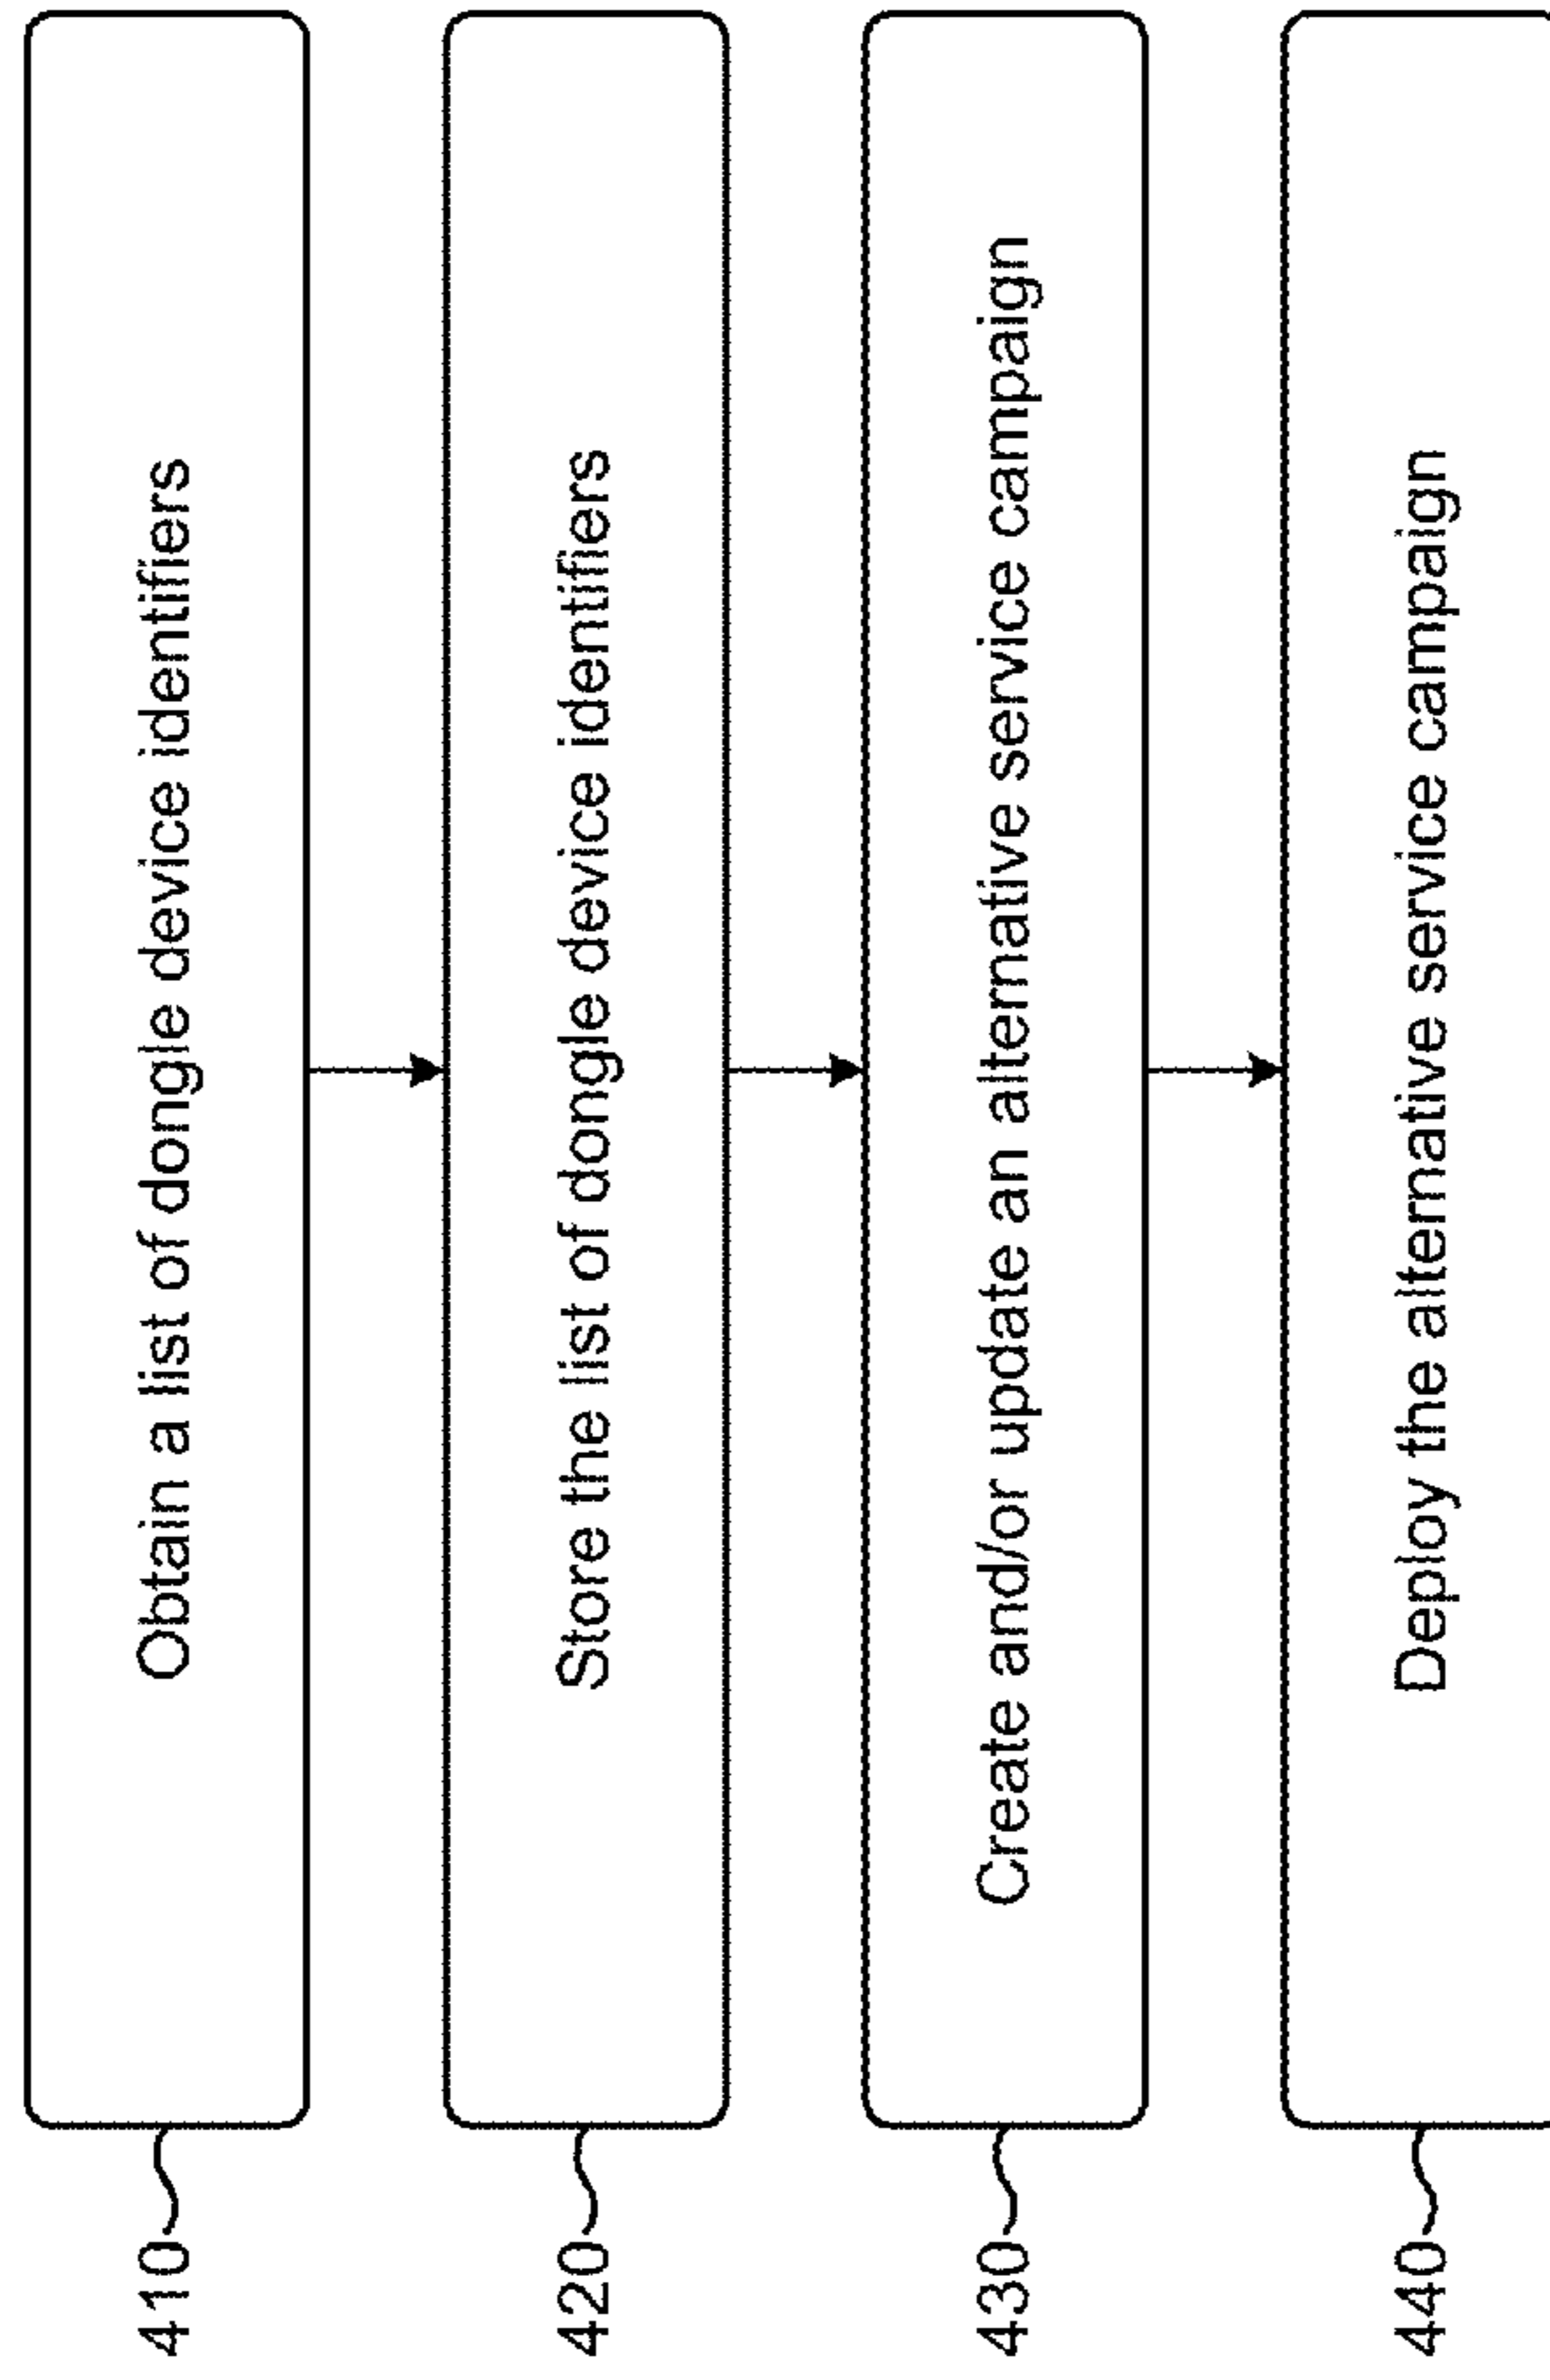 410
Obtain a list of dongle device identifiers
420
Store the list of dongle device identifiers
430
Create and/or update an alternative service campaign
440
Deploy the alternative service campaign